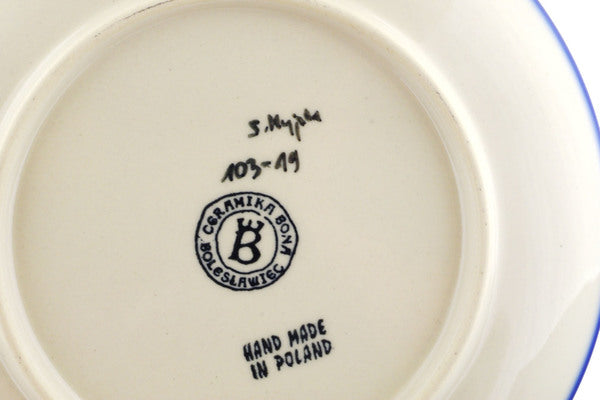 103-19
CERAMIKA BONA
B
BOLESŁAWIEC
HAND MADE
IN POLAND